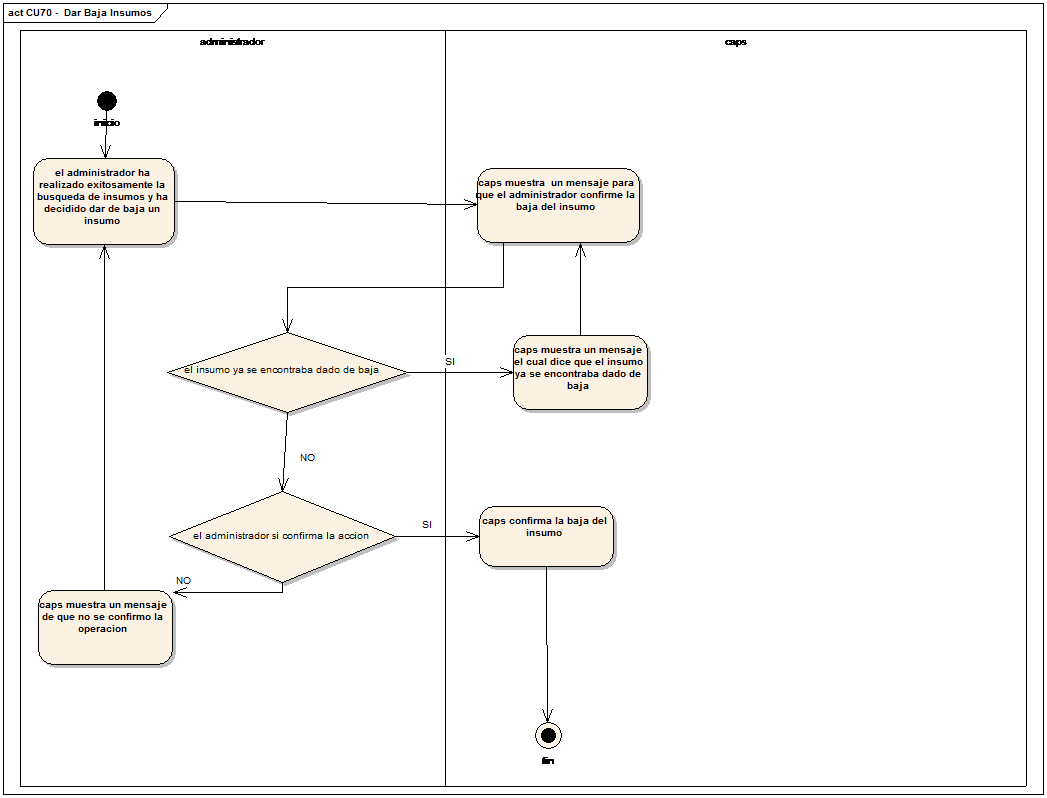 act CU70 - Dar Baja Insumos
administrador
caps
inicio
el administrador ha
realizado exitosamente la
busqueda de insumos y ha
decidido dar de baja un
insumo
caps muestra un mensaje para
que el administrador confirme la
baja del insumo
el insumo ya se encontraba dado de baja
SI
caps muestra un mensaje
el cual dice que el insumo
ya se encontraba dado de
baja
NO
el administrador si confirma la accion
SI
caps confirma la baja del
insumo
NO
caps muestra un mensaje
de que no se confirmo la
operacion
fin